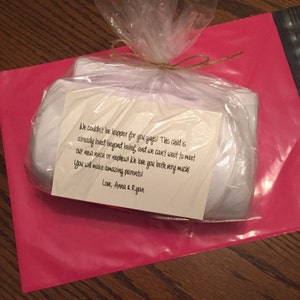 We couldn't be happier for you guys! This child is
already loved beyond belief, and we can't wait to meet
our new niece or nephew! We love you both very much!
You will make amazing parents!
Love, Anna & Ryan